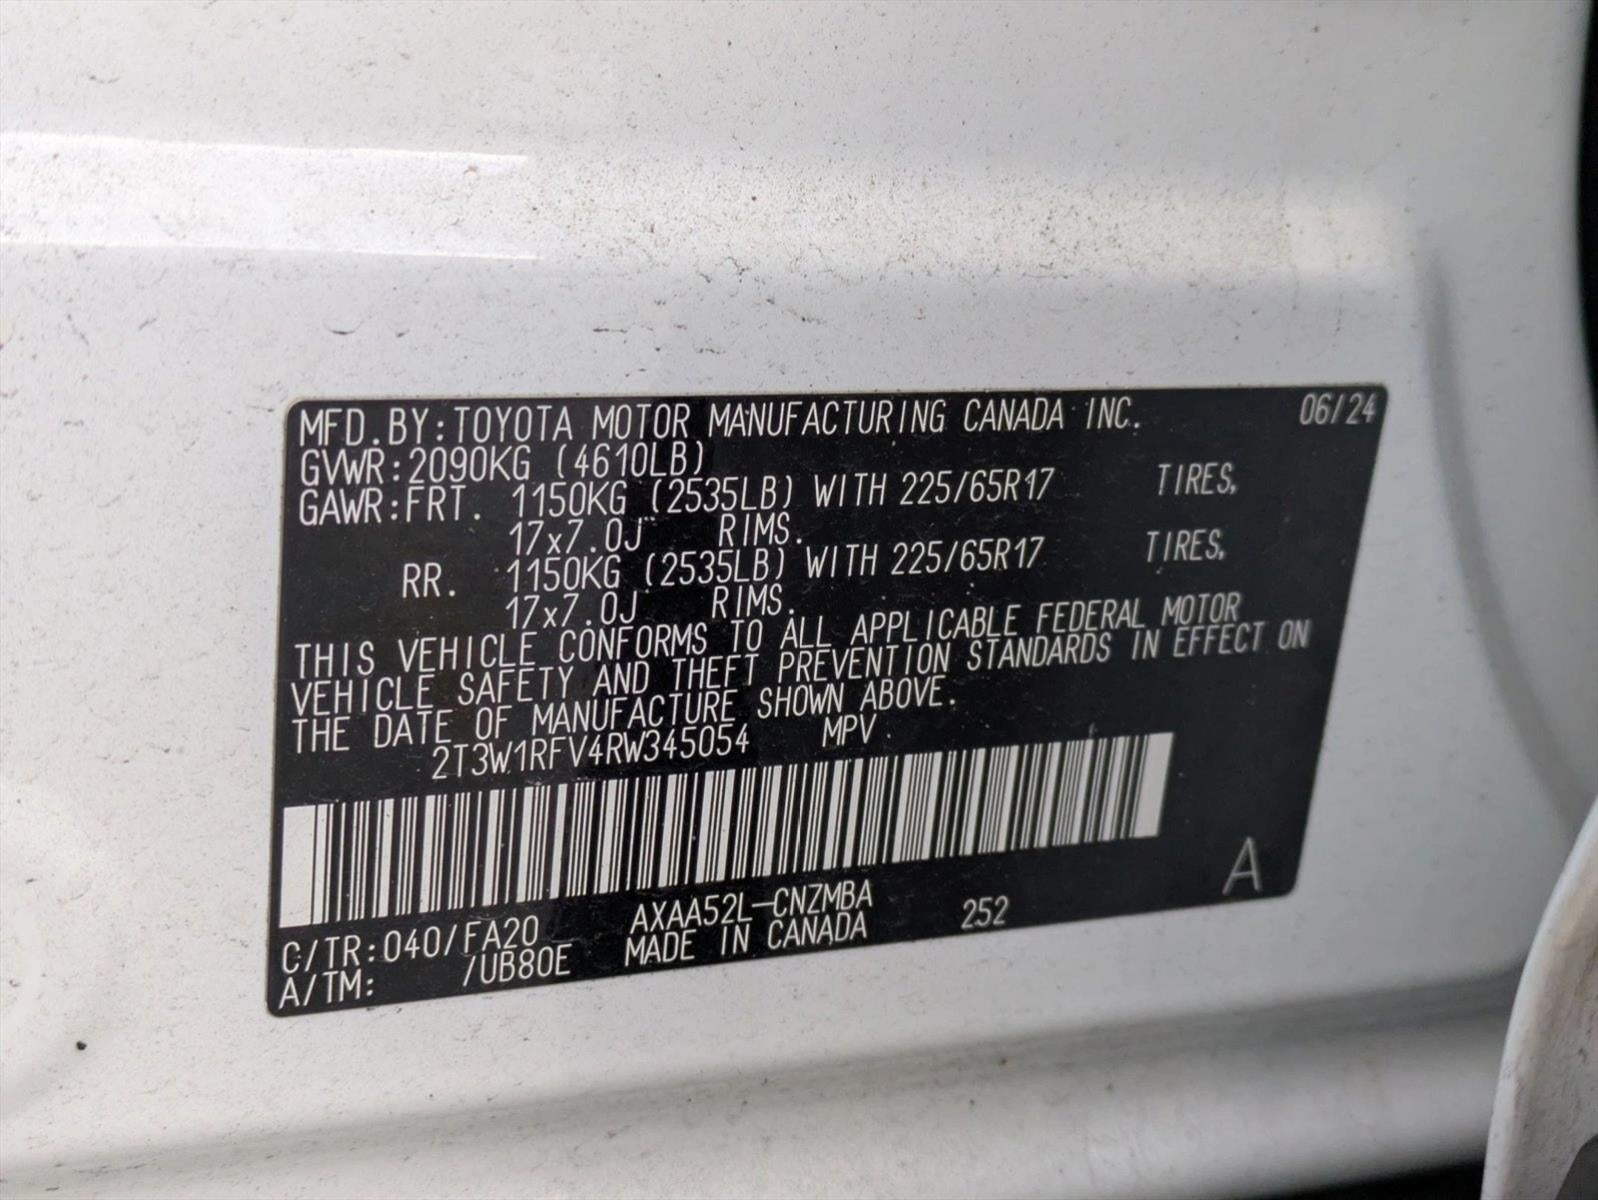 MFD.BY:TOYOTA MOTOR MANUFACTURING CANADA INC. 06/24
GVWR:2090KG (4610LB)
GAWR:FRT. 1150KG (2535LB) WITH 225/65R17 TIRES,
17x7.0J RIMS.
RR. 1150KG (2535LB) WITH 225/65R17 TIRES,
17x7.0J RIMS.
THIS VEHICLE CONFORMS TO ALL APPLICABLE FEDERAL MOTOR
VEHICLE SAFETY AND THEFT PREVENTION STANDARDS IN EFFECT ON
THE DATE OF MANUFACTURE SHOWN ABOVE.
2T3W1RFV4RW345054 MPV
A
C/TR:040/FA20 AXAA52L-CNZMBA 252
A/TM: /UB80E MADE IN CANADA